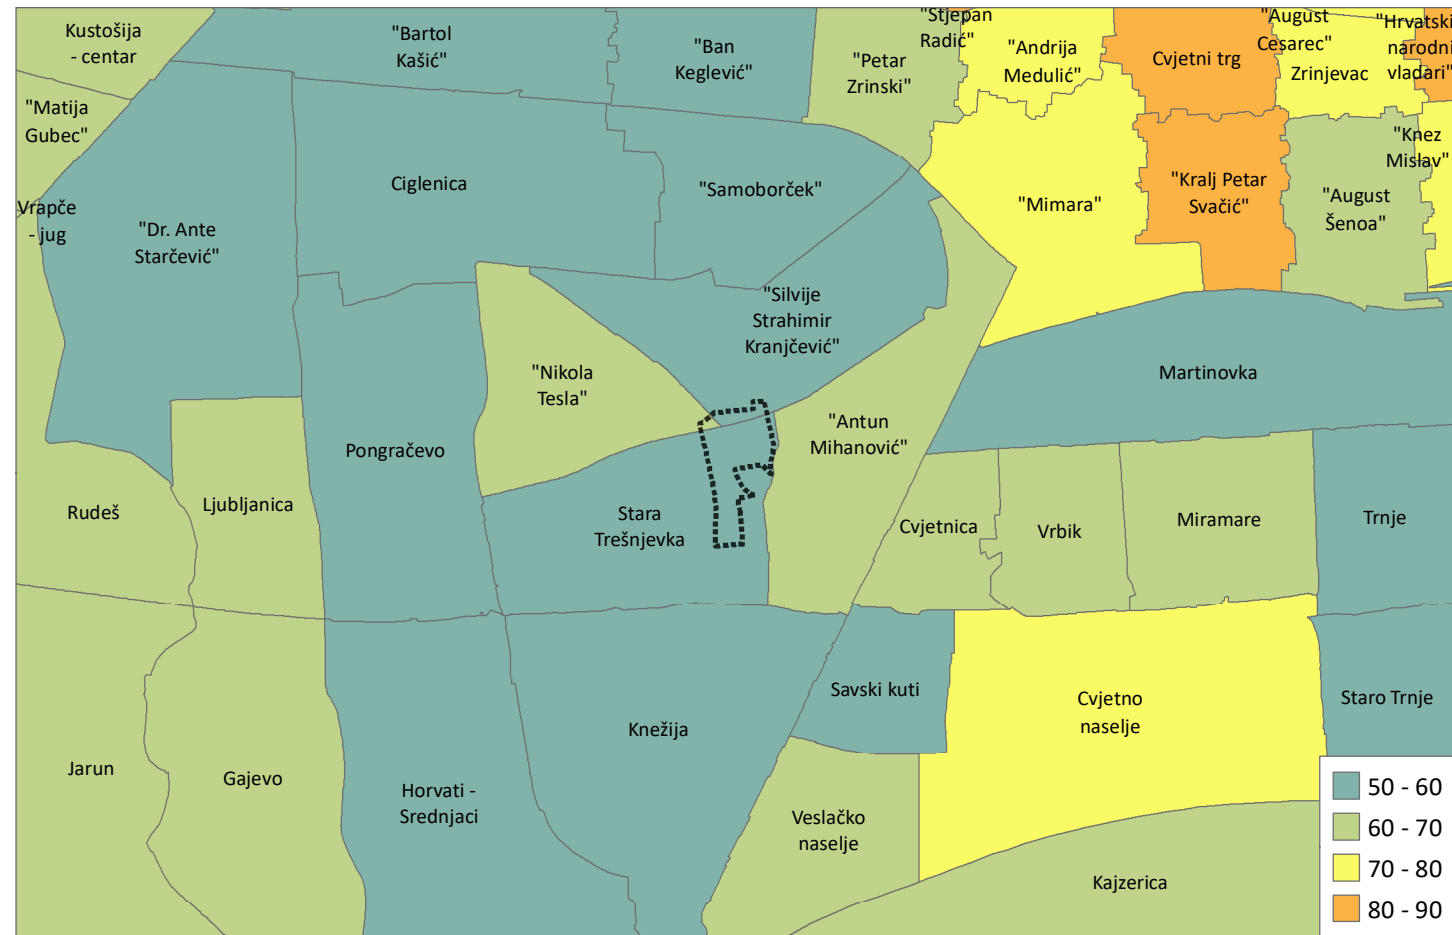 Kustošija
- centar
"Bartol
Kašić"
"Ban
Keglević"
"Petar
Zrinski"
"Stjepan
Radić"
"Andrija
Medulić"
Cvjetni trg
"August
Cesarec"
Zrinjevac
"Hrvatski
narodni
vladari"
"Matija
Gubec"
Ciglenica
"Samoborček"
"Mimara"
"Kralj Petar
Svačić"
"August
Šenoa"
"Knez
Mislav"
Vrapče
- jug
"Dr. Ante
Starčević"
"Silvije
Strahimir
Kranjčević"
"Nikola
Tesla"
Martinovka
Pongračevo
"Antun
Mihanović"
Rudeš
Ljubljanica
Stara
Trešnjevka
Cvjetnica
Vrbik
Miramare
Trnje
Jarun
Gajevo
Horvati -
Srednjaci
Knežija
Savski kuti
Cvjetno
naselje
Staro Trnje
Veslačko
naselje
Kajzerica
50 - 60
60 - 70
70 - 80
80 - 90